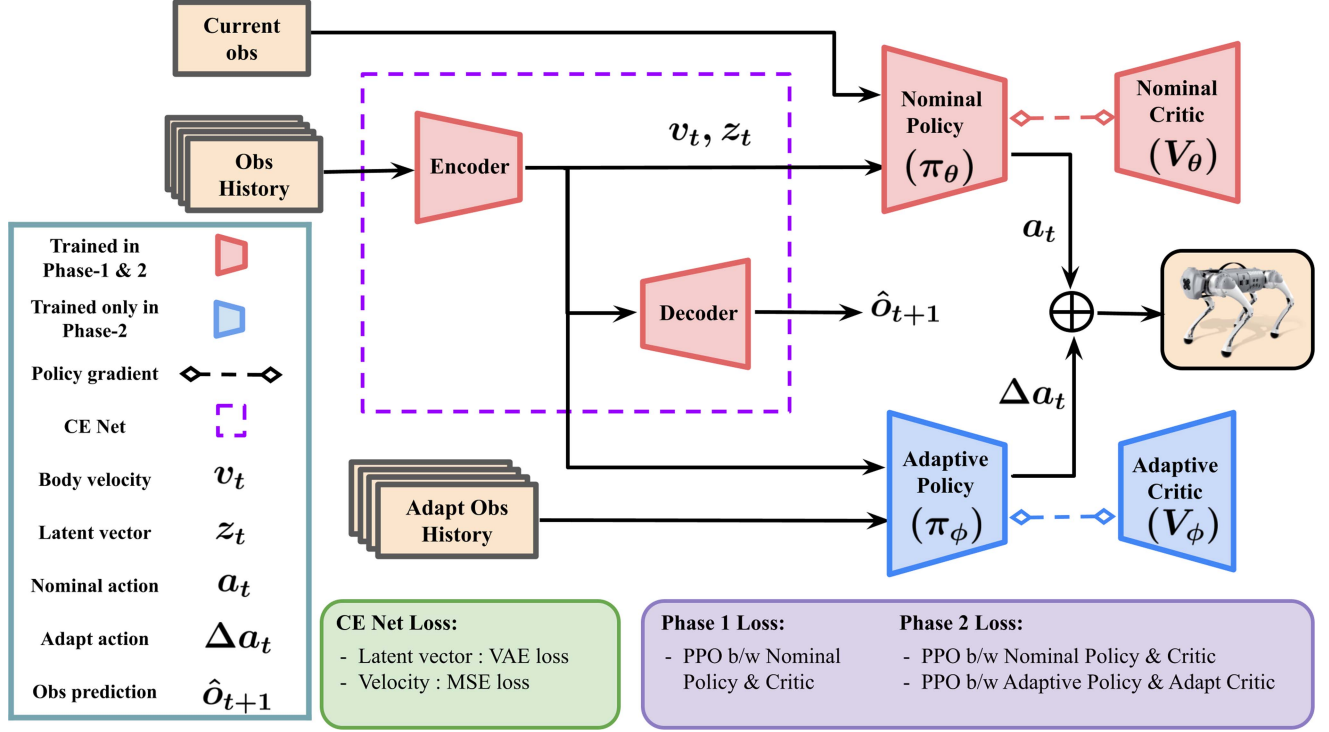 Current
obs
Obs
History
Encoder
v_t, z_t
Nominal
Policy
(π_θ)
Nominal
Critic
(V_θ)
a_t
Decoder
ô_{t+1}
Δa_t
Adapt Obs
History
Adaptive
Policy
(π_ϕ)
Adaptive
Critic
(V_ϕ)
Trained in
Phase-1 & 2
Trained only in
Phase-2
Policy gradient
CE Net
Body velocity v_t
Latent vector z_t
Nominal action a_t
Adapt action Δa_t
Obs prediction ô_{t+1}
CE Net Loss:
- Latent vector : VAE loss
- Velocity : MSE loss
Phase 1 Loss:
- PPO b/w Nominal
Policy & Critic
Phase 2 Loss:
- PPO b/w Nominal Policy & Critic
- PPO b/w Adaptive Policy & Adapt Critic